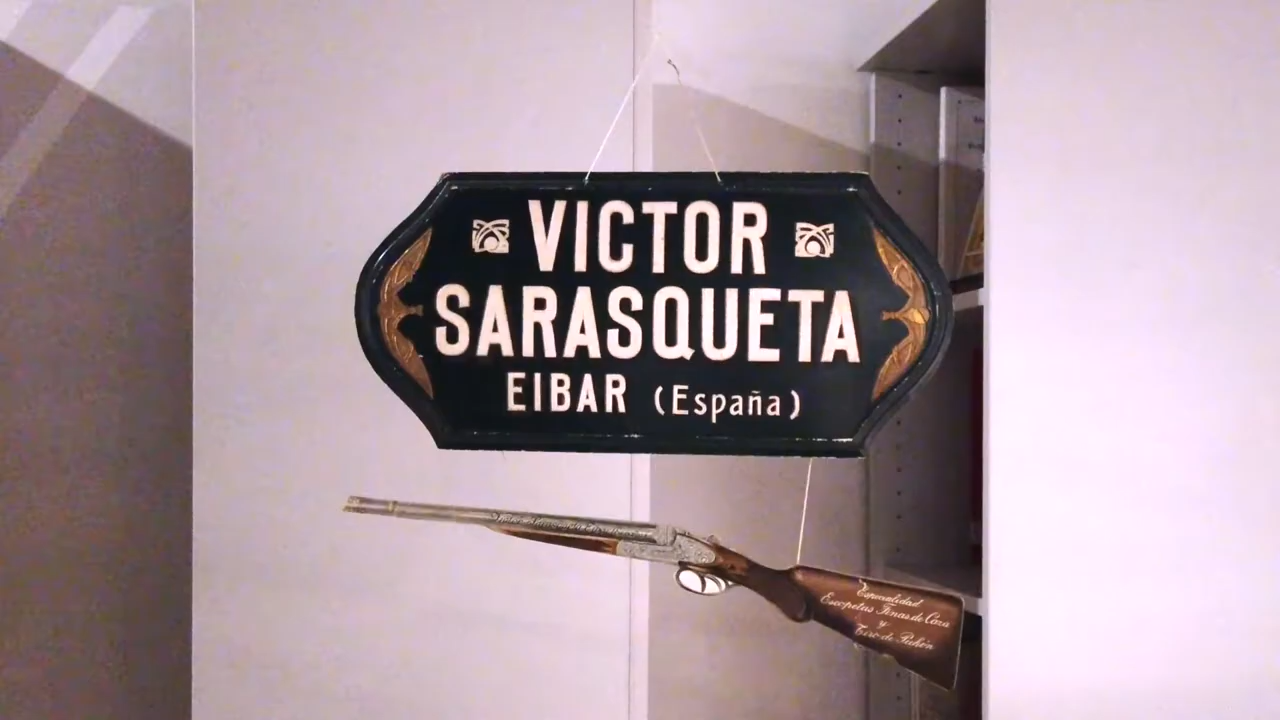 VICTOR
SARASQUETA
EIBAR (España)
Especialidad
Escopetas Finas de Caza
y
Tiro de Pichón